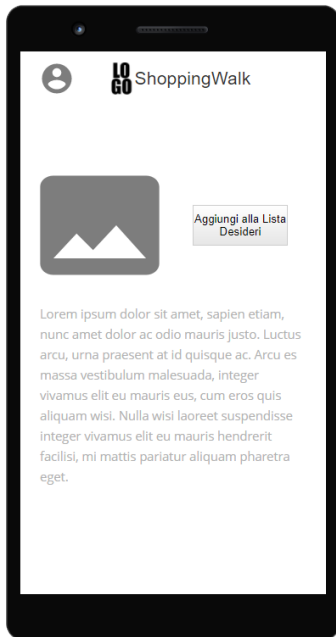 LO
GO ShoppingWalk
Aggiungi alla Lista
Desideri
Lorem ipsum dolor sit amet, sapien etiam,
nunc amet dolor ac odio mauris justo. Luctus
arcu, urna praesent at id quisque ac. Arcu es
massa vestibulum malesuada, integer
vivamus elit eu mauris eus, cum eros quis
aliquam wisi. Nulla wisi laoreet suspendisse
integer vivamus elit eu mauris hendrerit
facilisi, mi mattis pariatur aliquam pharetra
eget.